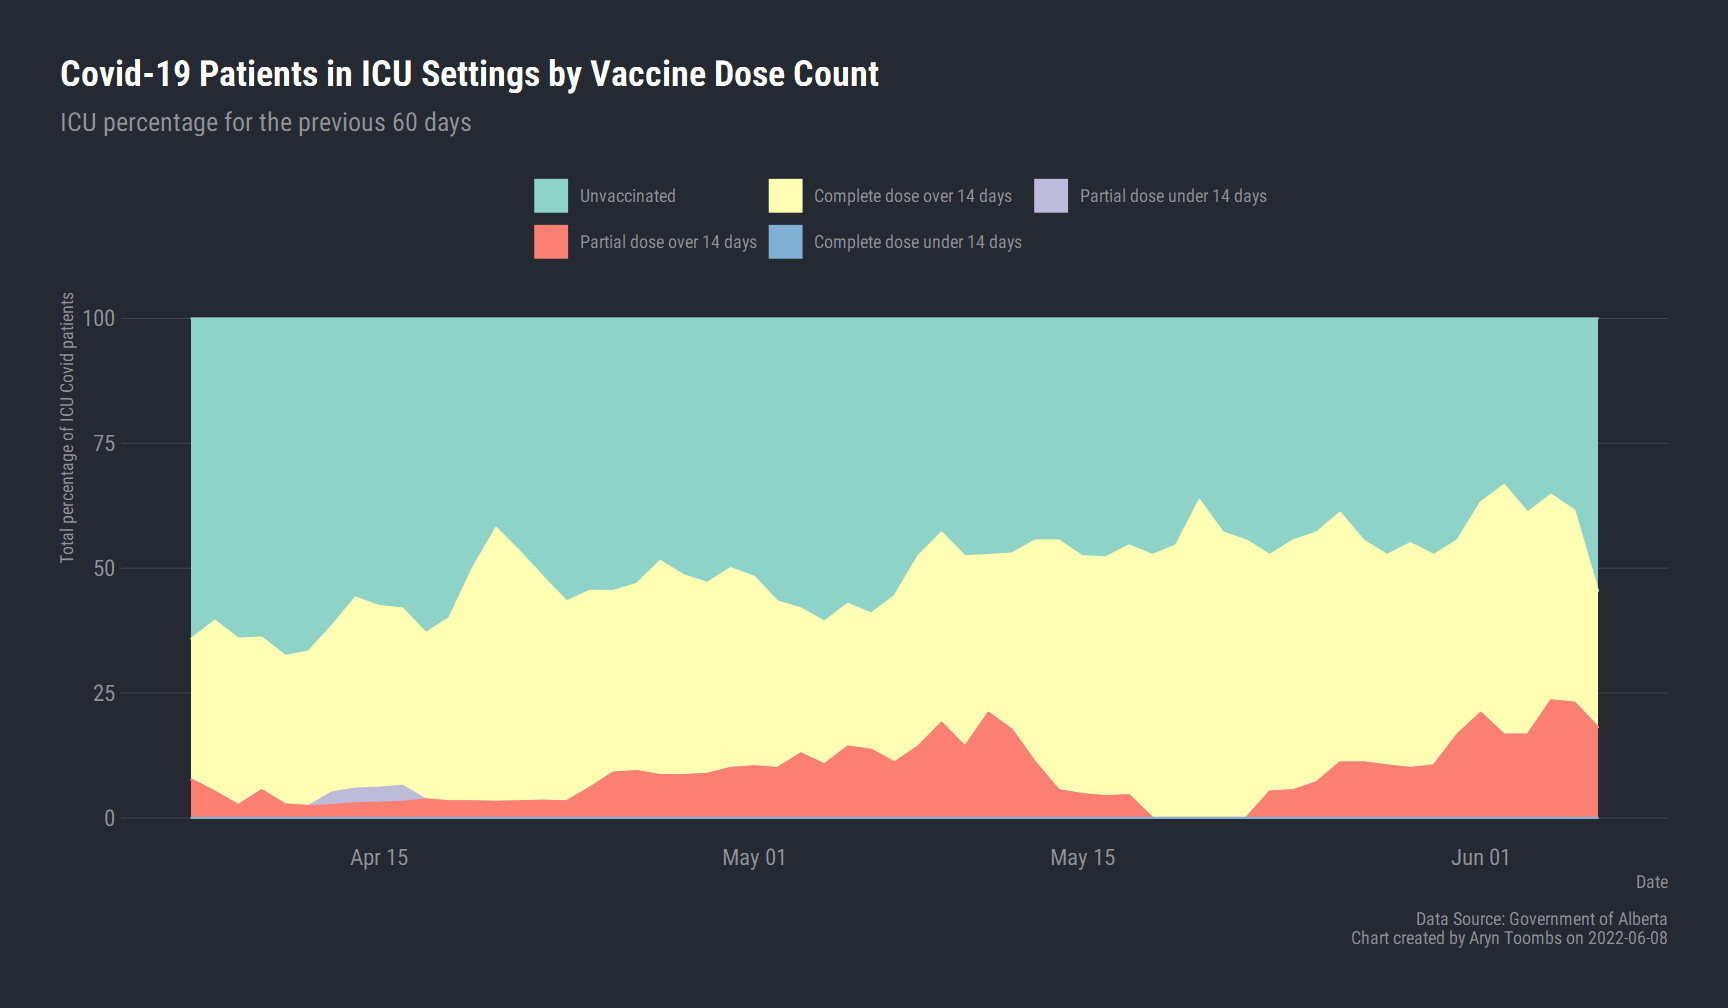 Covid-19 Patients in ICU Settings by Vaccine Dose Count
ICU percentage for the previous 60 days
Unvaccinated
Complete dose over 14 days
Partial dose under 14 days
Partial dose over 14 days
Complete dose under 14 days
Total percentage of ICU Covid patients
100
75
50
25
0
Apr 15
May 01
May 15
Jun 01
Date
Data Source: Government of Alberta
Chart created by Aryn Toombs on 2022-06-08